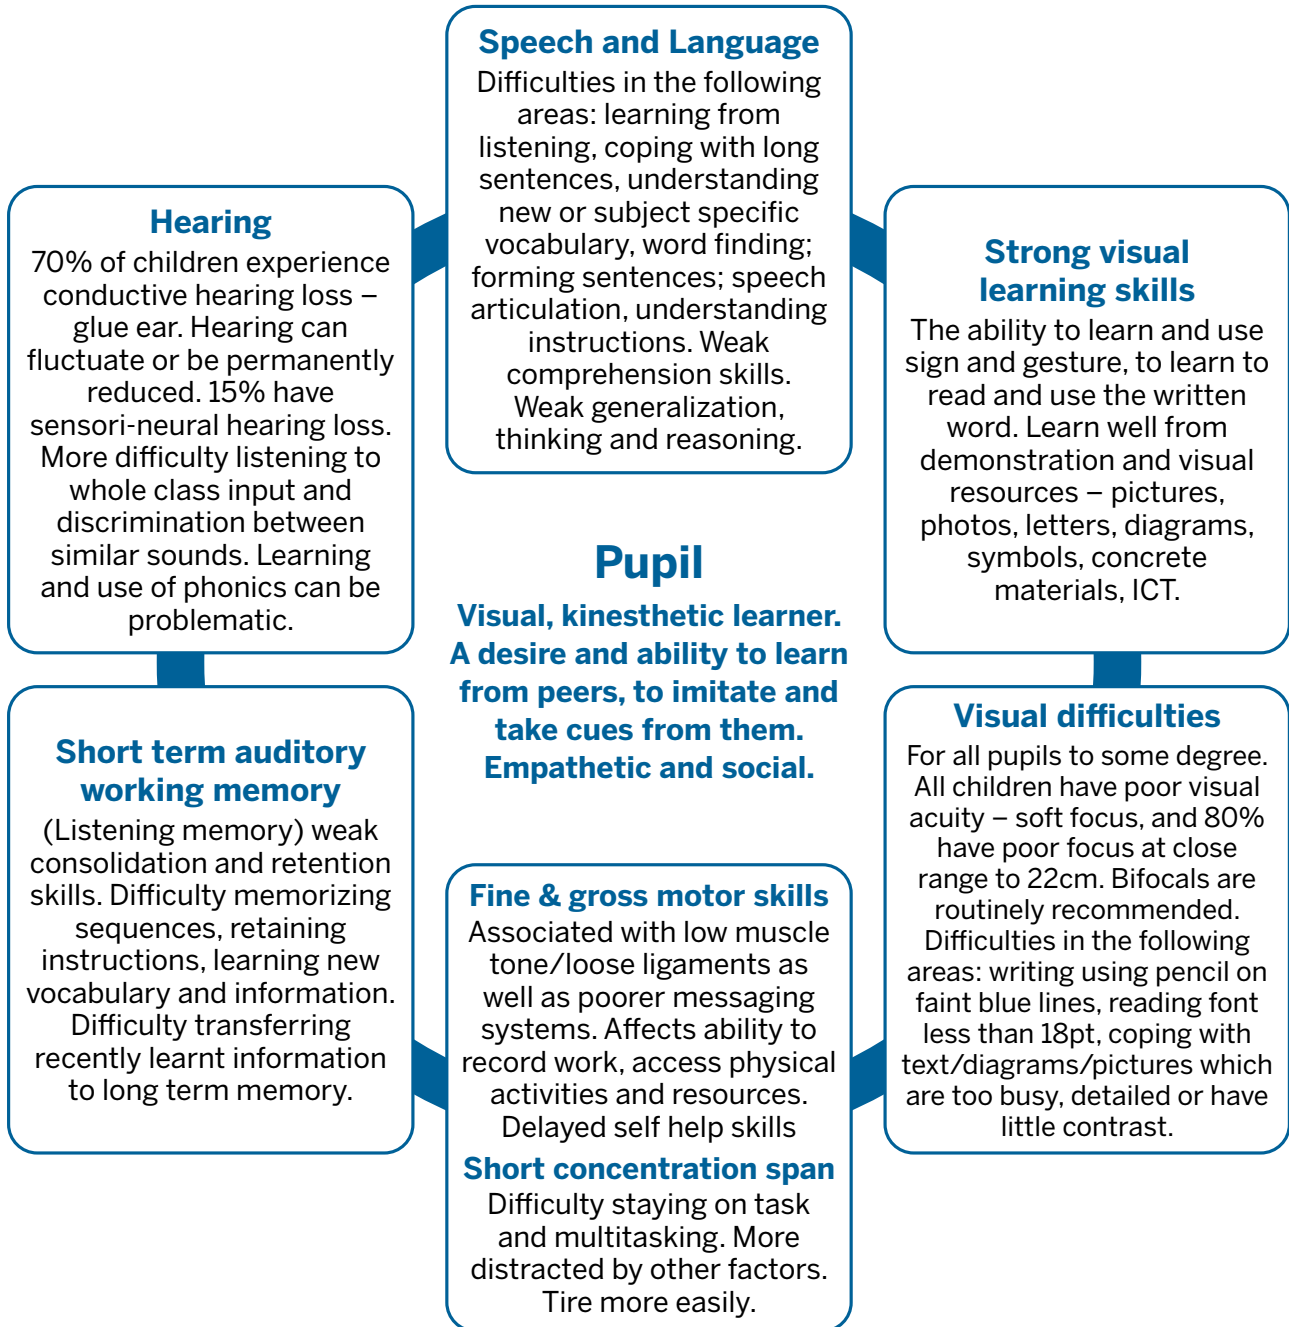 Speech and Language
Difficulties in the following
areas: learning from
listening, coping with long
sentences, understanding
new or subject specific
vocabulary, word finding;
forming sentences; speech
articulation, understanding
instructions. Weak
comprehension skills.
Weak generalization,
thinking and reasoning.
Hearing
70% of children experience
conductive hearing loss –
glue ear. Hearing can
fluctuate or be permanently
reduced. 15% have
sensori-neural hearing loss.
More difficulty listening to
whole class input and
discrimination between
similar sounds. Learning
and use of phonics can be
problematic.
Strong visual
learning skills
The ability to learn and use
sign and gesture, to learn to
read and use the written
word. Learn well from
demonstration and visual
resources – pictures,
photos, letters, diagrams,
symbols, concrete
materials, ICT.
Pupil
Visual, kinesthetic learner.
A desire and ability to learn
from peers, to imitate and
take cues from them.
Empathetic and social.
Short term auditory
working memory
(Listening memory) weak
consolidation and retention
skills. Difficulty memorizing
sequences, retaining
instructions, learning new
vocabulary and information.
Difficulty transferring
recently learnt information
to long term memory.
Visual difficulties
For all pupils to some degree.
All children have poor visual
acuity – soft focus, and 80%
have poor focus at close
range to 22cm. Bifocals are
routinely recommended.
Difficulties in the following
areas: writing using pencil on
faint blue lines, reading font
less than 18pt, coping with
text/diagrams/pictures which
are too busy, detailed or have
little contrast.
Fine & gross motor skills
Associated with low muscle
tone/loose ligaments as
well as poorer messaging
systems. Affects ability to
record work, access physical
activities and resources.
Delayed self help skills
Short concentration span
Difficulty staying on task
and multitasking. More
distracted by other factors.
Tire more easily.